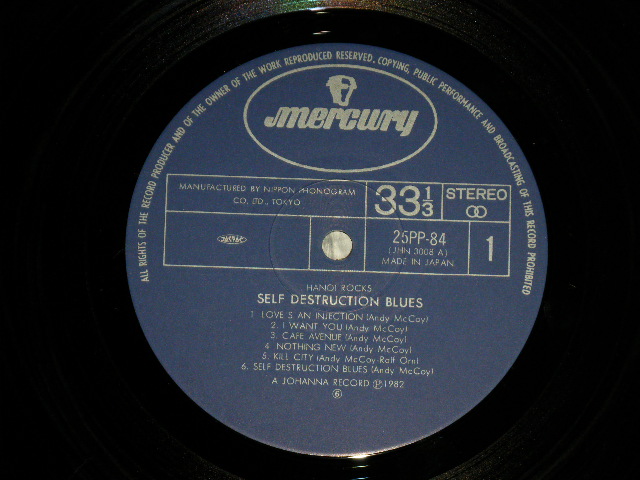 ALL RIGHTS OF THE RECORD PRODUCER AND OF THE OWNER OF THE WORK REPRODUCED RESERVED. COPYING, PUBLIC PERFORMANCE AND BROADCASTING OF THIS RECORD PROHIBITED
mercury
MANUFACTURED BY NIPPON PHONOGRAM
CO., LTD., TOKYO
33 1/3
STEREO
25PP-84
(JHN 3008 A)
MADE IN JAPAN.
1
HANOI ROCKS
SELF DESTRUCTION BLUES
1. LOVE S AN INJECTION (Andy McCoy)
2. I WANT YOU (Andy McCoy)
3. CAFE AVENUE (Andy McCoy)
4. NOTHING NEW (Andy McCoy)
5. KILL CITY (Andy McCoy-Ralf Orn)
6. SELF DESTRUCTION BLUES (Andy McCoy)
A JOHANNA RECORD Ⓟ1982